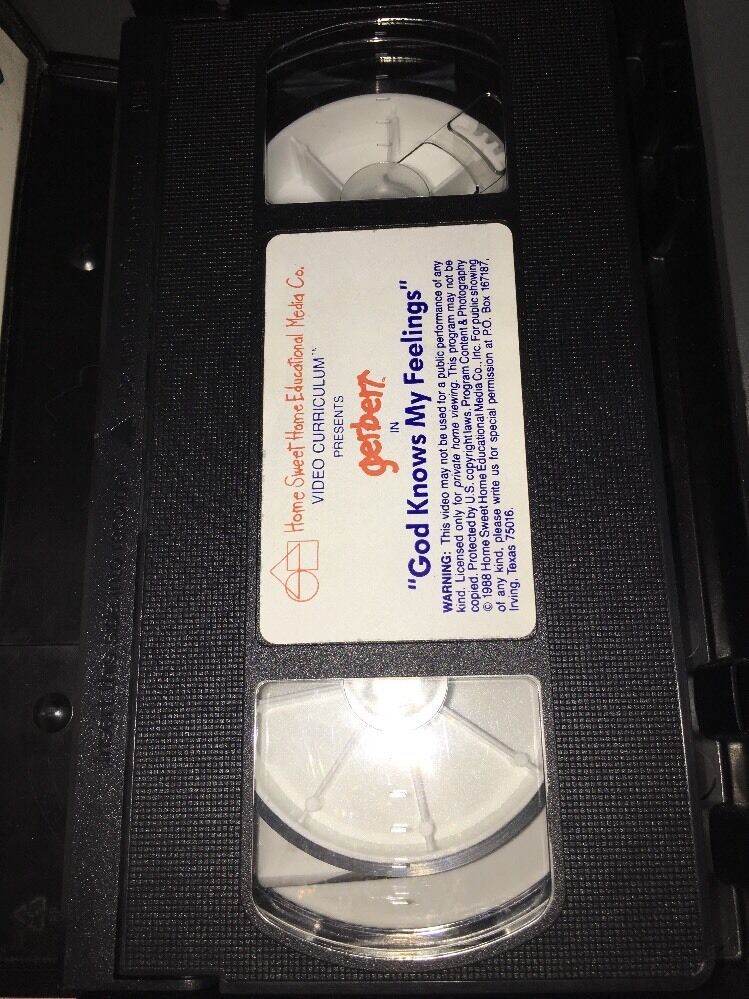 Home Sweet Home Educational Media Co.
VIDEO CURRICULUM™
PRESENTS
gerbert
IN
"God Knows My Feelings"
WARNING: This video may not be used for a public performance of any
kind. Licensed only for private home viewing. This program may not be
copied. Protected by U.S. copyright laws. Program Content & Photography
© 1988 Home Sweet Home Educational Media Co., Inc. For public showing
of any kind, please write us for special permission at P.O. Box 167187,
Irving, Texas 75016.